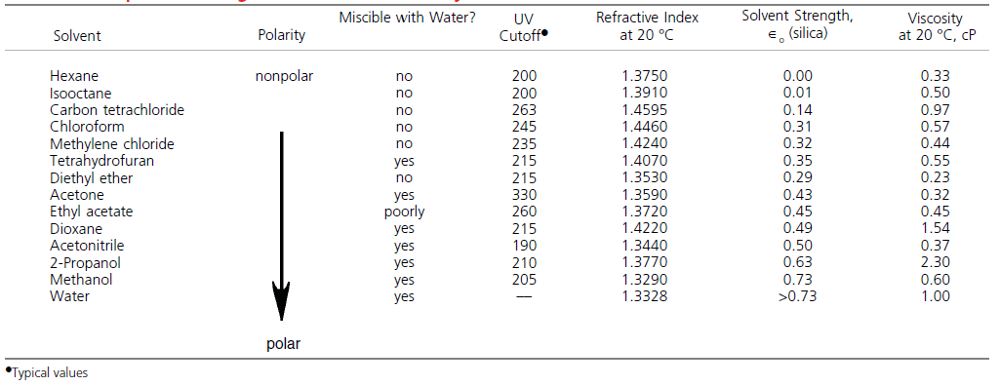 Miscible with Water? UV Refractive Index Solvent Strength, Viscosity
Solvent Polarity Cutoff● at 20 °C ϵo (silica) at 20 °C, cP
Hexane nonpolar no 200 1.3750 0.00 0.33
Isooctane no 200 1.3910 0.01 0.50
Carbon tetrachloride no 263 1.4595 0.14 0.97
Chloroform no 245 1.4460 0.31 0.57
Methylene chloride no 235 1.4240 0.32 0.44
Tetrahydrofuran yes 215 1.4070 0.35 0.55
Diethyl ether no 215 1.3530 0.29 0.23
Acetone yes 330 1.3590 0.43 0.32
Ethyl acetate poorly 260 1.3720 0.45 0.45
Dioxane yes 215 1.4220 0.49 1.54
Acetonitrile yes 190 1.3440 0.50 0.37
2-Propanol yes 210 1.3770 0.63 2.30
Methanol yes 205 1.3290 0.73 0.60
Water yes — 1.3328 >0.73 1.00
polar
●Typical values